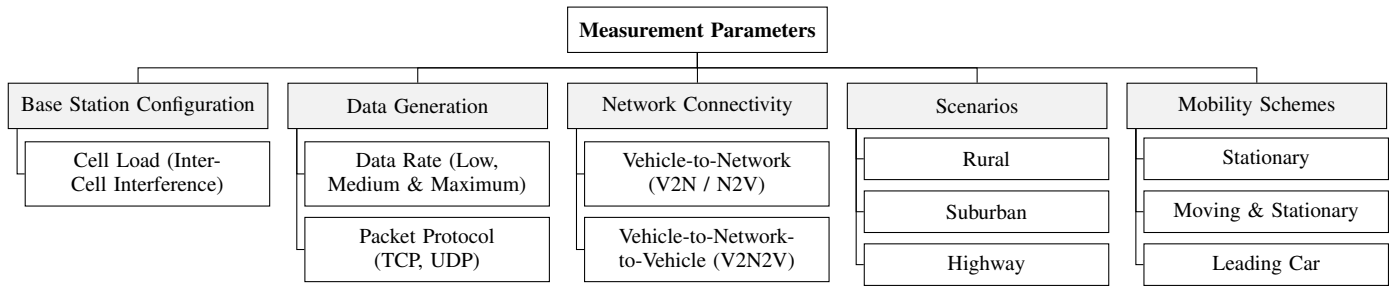 Measurement Parameters
Base Station Configuration
Cell Load (Inter-
Cell Interference)
Data Generation
Data Rate (Low,
Medium & Maximum)
Packet Protocol
(TCP, UDP)
Network Connectivity
Vehicle-to-Network
(V2N / N2V)
Vehicle-to-Network-
to-Vehicle (V2N2V)
Scenarios
Rural
Suburban
Highway
Mobility Schemes
Stationary
Moving & Stationary
Leading Car